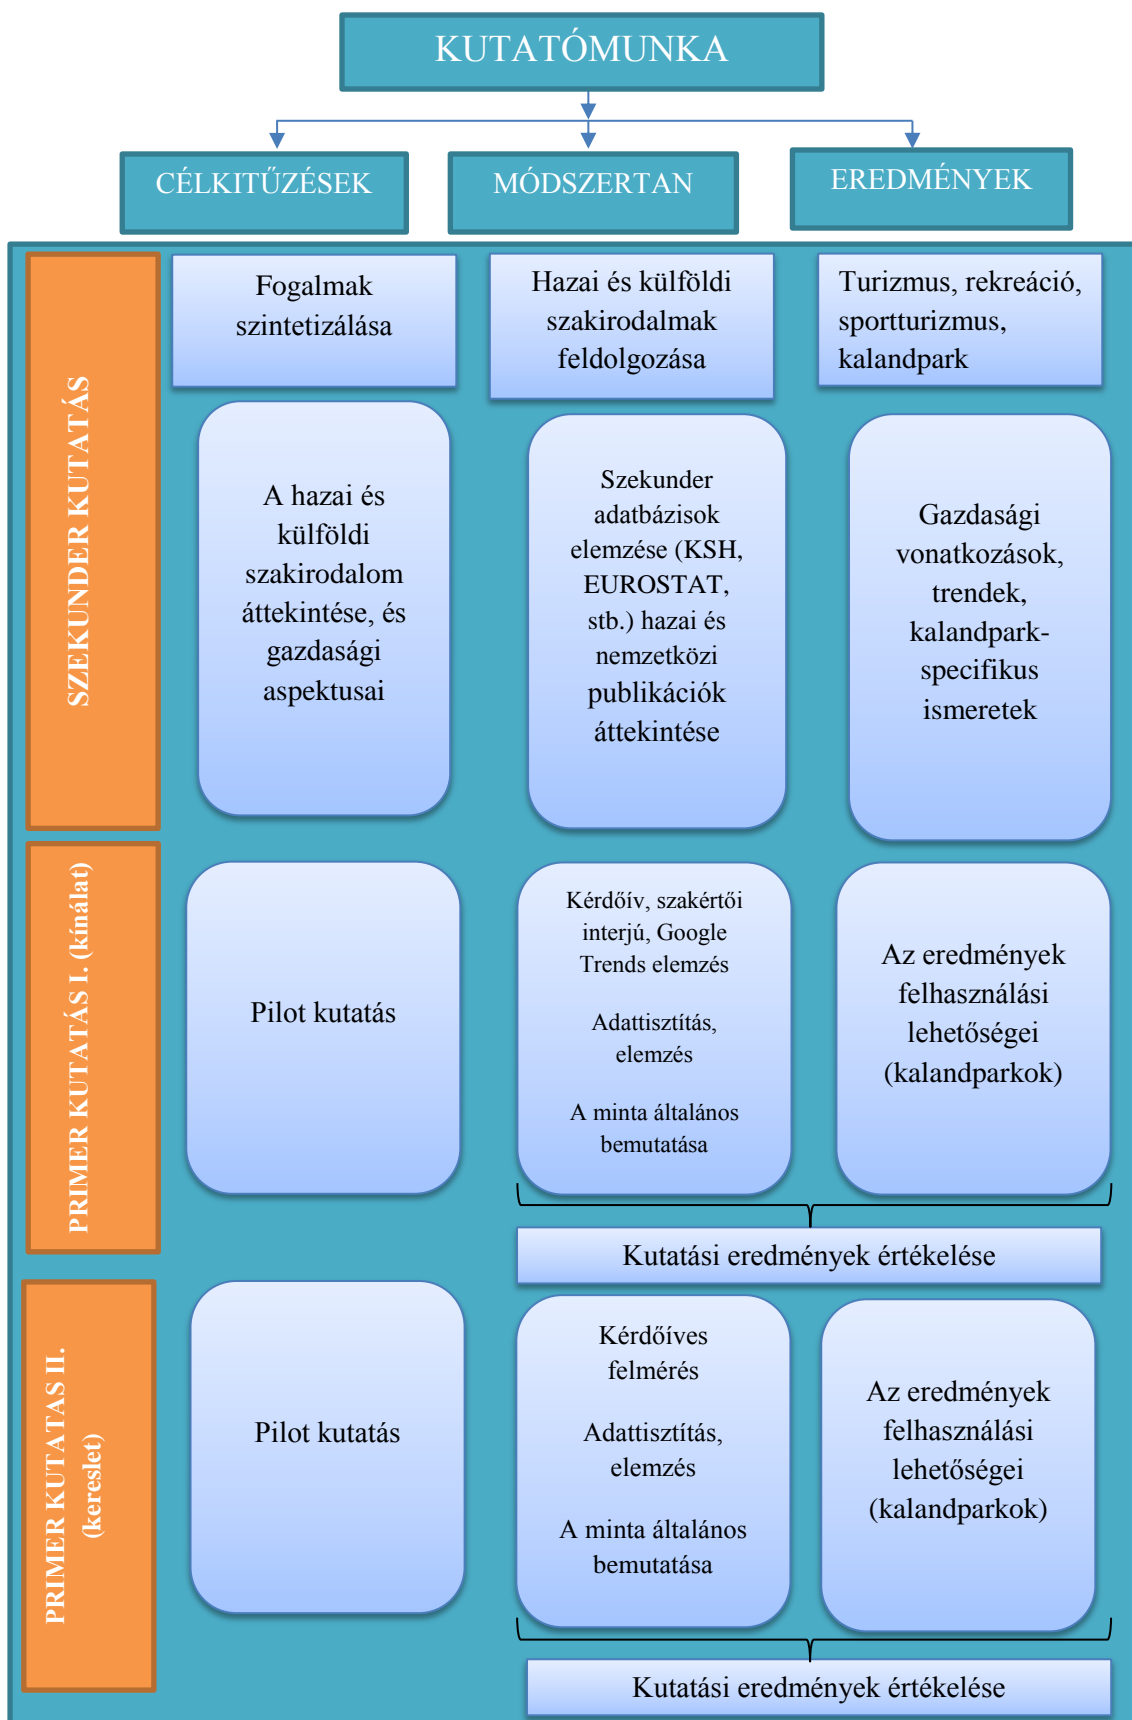 KUTATÓMUNKA
CÉLKITŰZÉSEK
MÓDSZERTAN
EREDMÉNYEK
SZEKUNDER KUTATÁS
Fogalmak
szintetizálása
Hazai és külföldi
szakirodalmak
feldolgozása
Turizmus, rekreáció,
sportturizmus,
kalandpark
A hazai és
külföldi
szakirodalom
áttekintése, és
gazdasági
aspektusai
Szekunder
adatbázisok
elemzése (KSH,
EUROSTAT,
stb.) hazai és
nemzetközi
publikációk
áttekintése
Gazdasági
vonatkozások,
trendek,
kalandpark-
specifikus
ismeretek
PRIMER KUTATÁS I. (kínálat)
Pilot kutatás
Kérdőív, szakértői
interjú, Google
Trends elemzés
Adattisztítás,
elemzés
A minta általános
bemutatása
Az eredmények
felhasználási
lehetőségei
(kalandparkok)
Kutatási eredmények értékelése
PRIMER KUTATAS II.
(kereslet)
Pilot kutatás
Kérdőíves
felmérés
Adattisztítás,
elemzés
A minta általános
bemutatása
Az eredmények
felhasználási
lehetőségei
(kalandparkok)
Kutatási eredmények értékelése